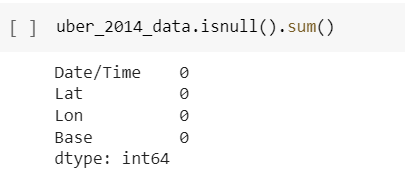 [ ] uber_2014_data.isnull().sum()
Date/Time    0
Lat          0
Lon          0
Base         0
dtype: int64